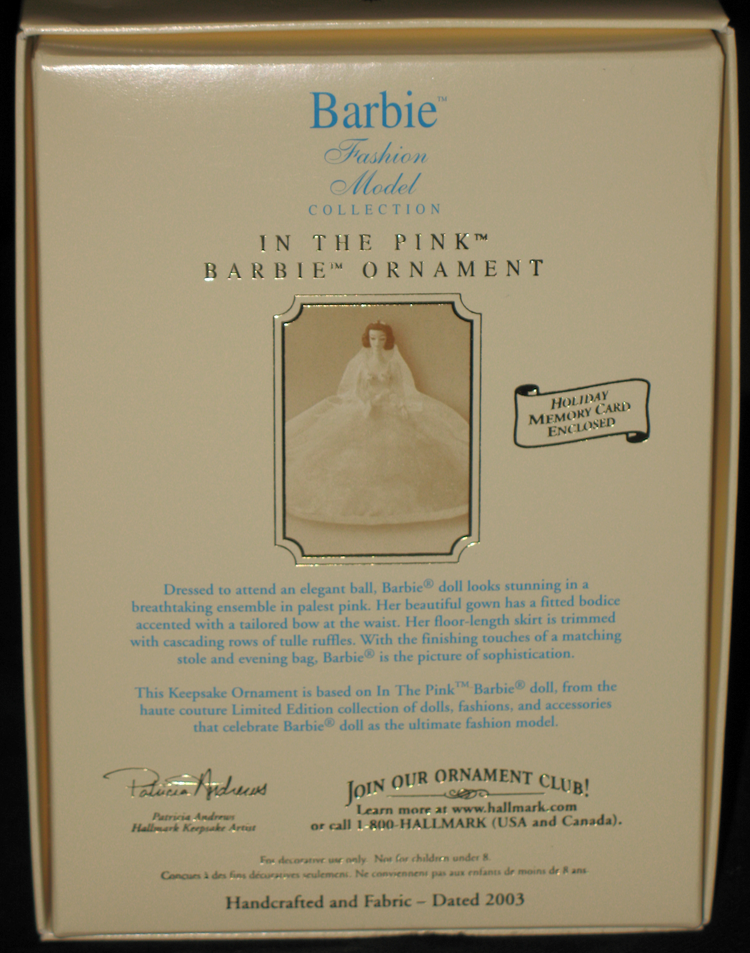 Barbie™
Fashion
Model
COLLECTION
IN THE PINK™
BARBIE™ ORNAMENT
HOLIDAY
MEMORY CARD
ENCLOSED
Dressed to attend an elegant ball, Barbie® doll looks stunning in a
breathtaking ensemble in palest pink. Her beautiful gown has a fitted bodice
accented with a tailored bow at the waist. Her floor-length skirt is trimmed
with cascading rows of tulle ruffles. With the finishing touches of a matching
stole and evening bag, Barbie® is the picture of sophistication.
This Keepsake Ornament is based on In The Pink™ Barbie® doll, from the
haute couture Limited Edition collection of dolls, fashions, and accessories
that celebrate Barbie® doll as the ultimate fashion model.
Patricia Andrews
Patricia Andrews
Hallmark Keepsake Artist
JOIN OUR ORNAMENT CLUB!
Learn more at www.hallmark.com
or call 1-800-HALLMARK (USA and Canada).
For decorative use only. Not for children under 8.
Concurs à des fins décoratives seulement. Ne conviennent pas aux enfants de moins de 8 ans
Handcrafted and Fabric – Dated 2003